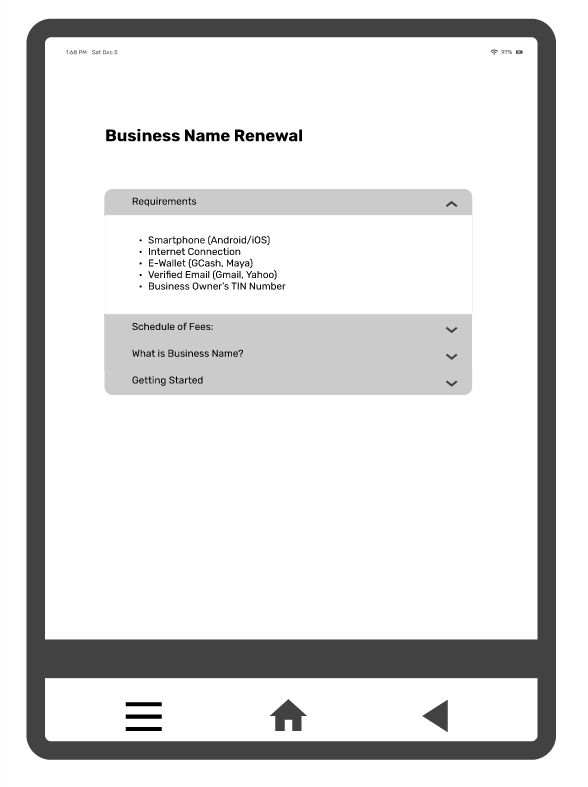 1:68 PM Sat Dec 3
97%
Business Name Renewal
Requirements
• Smartphone (Android/iOS)
• Internet Connection
• E-Wallet (GCash, Maya)
• Verified Email (Gmail, Yahoo)
• Business Owner's TIN Number
Schedule of Fees:
What is Business Name?
Getting Started